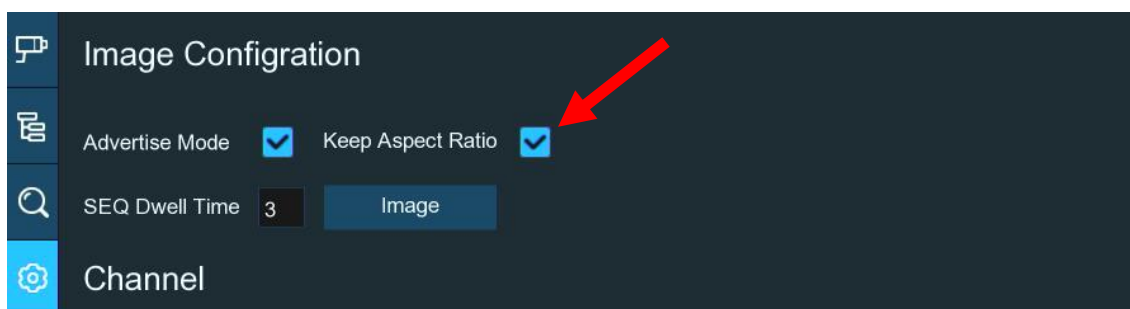 Image Configration
Advertise Mode Keep Aspect Ratio
SEQ Dwell Time 3 Image
Channel